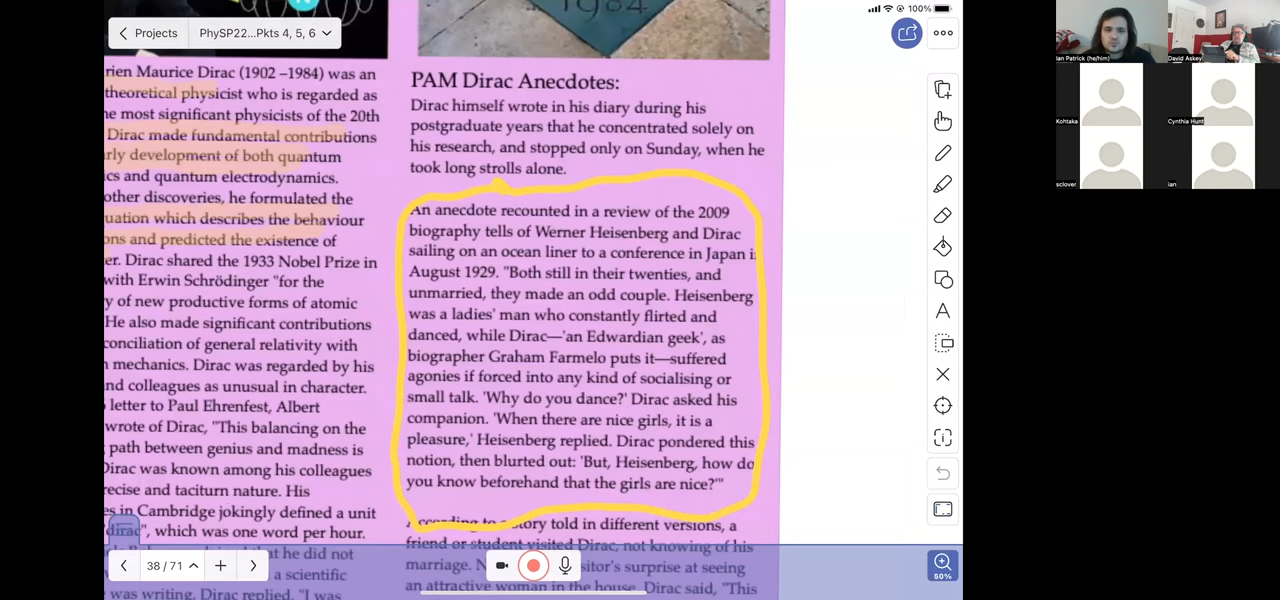 1984
100%
Projects
PhySP22...Pkts 4, 5, 6
rien Maurice Dirac (1902 –1984) was an
theoretical physicist who is regarded as
he most significant physicists of the 20th
Dirac made fundamental contributions
rly development of both quantum
cs and quantum electrodynamics.
other discoveries, he formulated the
uation which describes the behaviour
ons and predicted the existence of
er. Dirac shared the 1933 Nobel Prize in
with Erwin Schrödinger "for the
y of new productive forms of atomic
He also made significant contributions
conciliation of general relativity with
n mechanics. Dirac was regarded by his
nd colleagues as unusual in character.
letter to Paul Ehrenfest, Albert
wrote of Dirac, "This balancing on the
path between genius and madness is
Dirac was known among his colleagues
recise and taciturn nature. His
es in Cambridge jokingly defined a unit
dirac", which was one word per hour.
at he did not
a scientific
was writing. Dirac replied, "I was
PAM Dirac Anecdotes:
Dirac himself wrote in his diary during his
postgraduate years that he concentrated solely on
his research, and stopped only on Sunday, when he
took long strolls alone.
An anecdote recounted in a review of the 2009
biography tells of Werner Heisenberg and Dirac
sailing on an ocean liner to a conference in Japan i
August 1929. "Both still in their twenties, and
unmarried, they made an odd couple. Heisenberg
was a ladies' man who constantly flirted and
danced, while Dirac—'an Edwardian geek', as
biographer Graham Farmelo puts it—suffered
agonies if forced into any kind of socialising or
small talk. 'Why do you dance?' Dirac asked his
companion. 'When there are nice girls, it is a
pleasure,' Heisenberg replied. Dirac pondered this
notion, then blurted out: 'But, Heisenberg, how do
you know beforehand that the girls are nice?'"
According to a story told in different versions, a
friend or student visited Dirac, not knowing of his
marriage. N sitor's surprise at seeing
an attractive woman in the house, Dirac said, "This
38 / 71
50%
Ian Patrick (he/him)
David Askey
Kohtaka
Cynthia Hunt
sclover
Ian